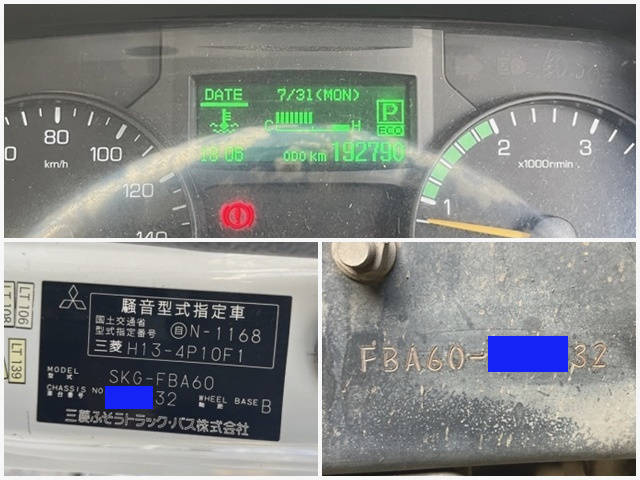 DATE 7/31(MON)
P
C H ECO
18 06 ODO km 192790
80
100
120
140
km/h
1
2
3
x1000r/min
LT106
LT108
LT139
騒音型式指定車
国土交通省
型式指定番号 自 N-1168
三菱 H13-4P10F1
MODEL
型式 SKG-FBA60
CHASSIS NO
車台番号 32 WHEEL BASE
軸距 B
三菱ふそうトラック・バス株式会社
FBA60- 32